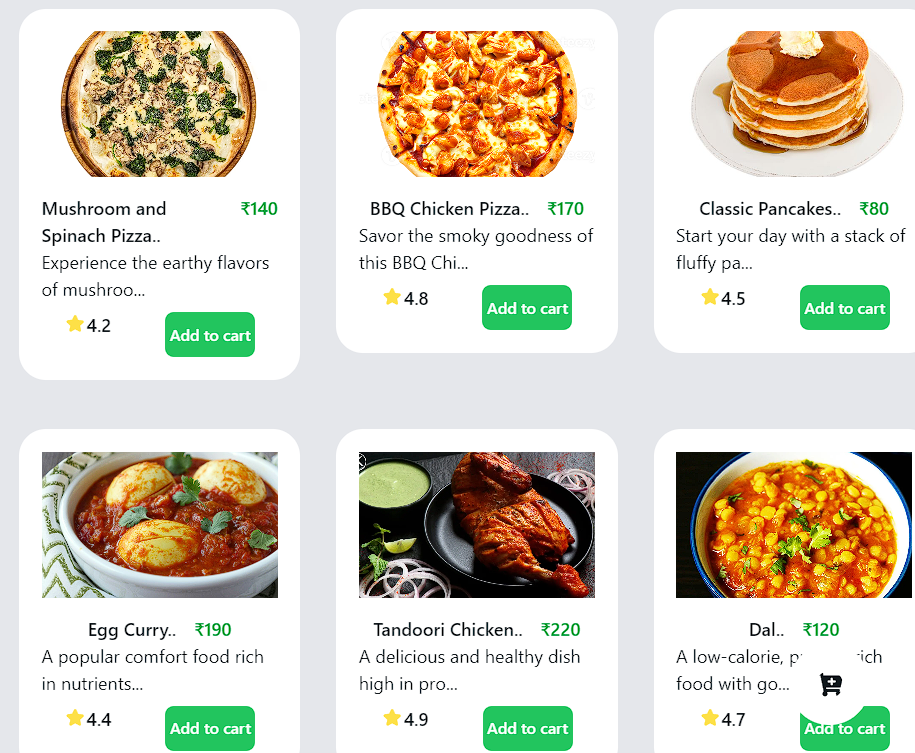 Mushroom and ₹140
Spinach Pizza..
Experience the earthy flavors
of mushroo...
4.2 Add to cart
BBQ Chicken Pizza.. ₹170
Savor the smoky goodness of
this BBQ Chi...
4.8 Add to cart
Classic Pancakes.. ₹80
Start your day with a stack of
fluffy pa...
4.5 Add to cart
Egg Curry.. ₹190
A popular comfort food rich
in nutrients...
4.4 Add to cart
Tandoori Chicken.. ₹220
A delicious and healthy dish
high in pro...
4.9 Add to cart
Dal.. ₹120
A low-calorie,
food with go...
4.7 Add to cart